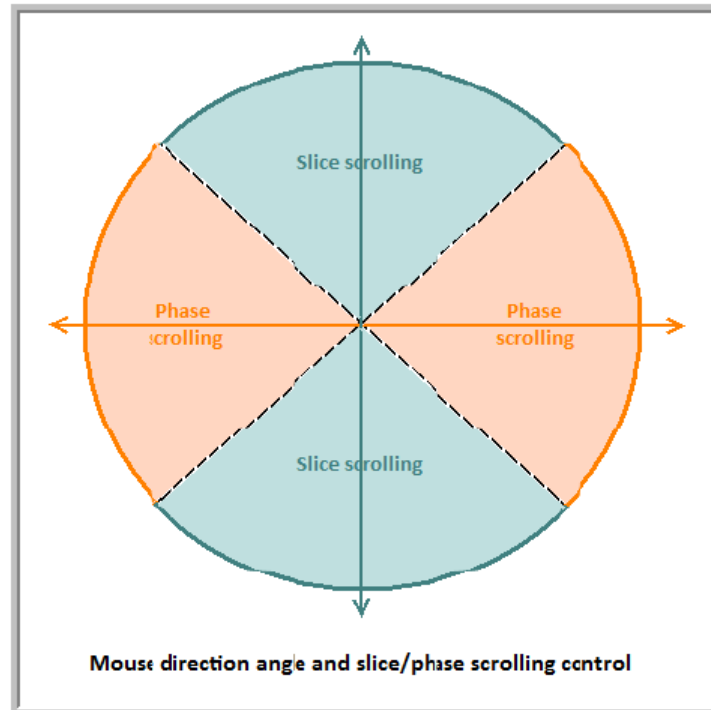 Slice scrolling
Phase
scrolling
Phase
scrolling
Slice scrolling
Mouse direction angle and slice/phase scrolling control